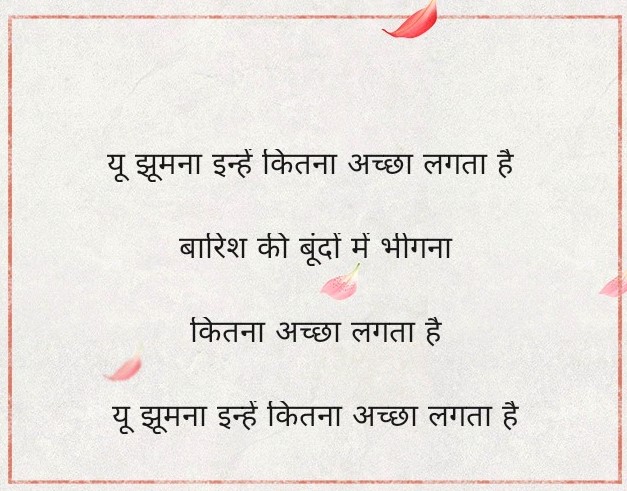 यू झूमना इन्हें कितना अच्छा लगता है
बारिश की बूंदों में भीगना
कितना अच्छा लगता है
यू झूमना इन्हें कितना अच्छा लगता है